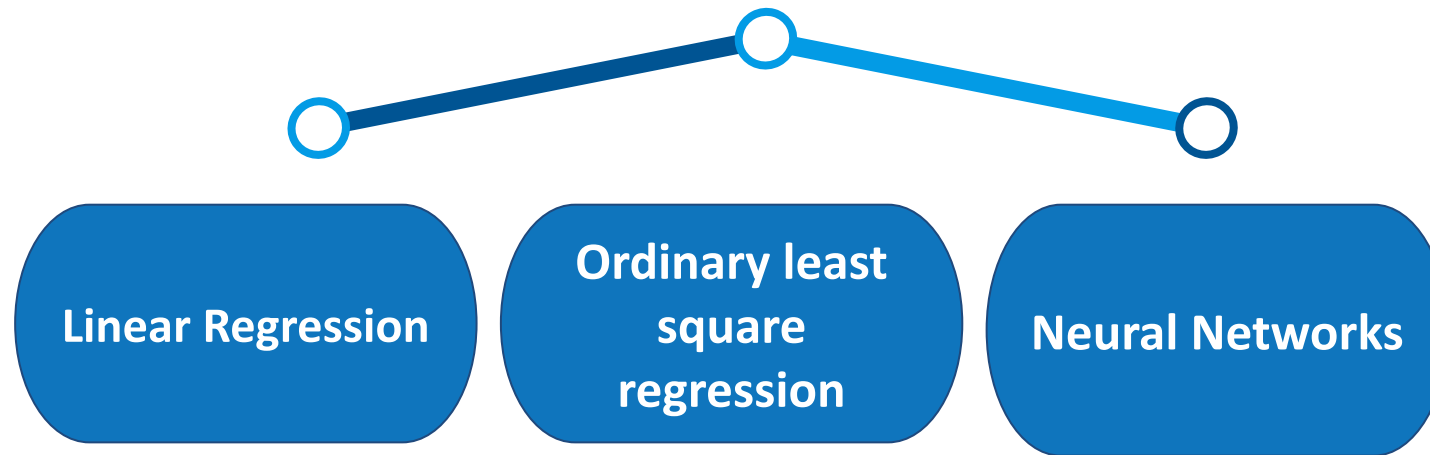 Linear Regression
Ordinary least
square
regression
Neural Networks